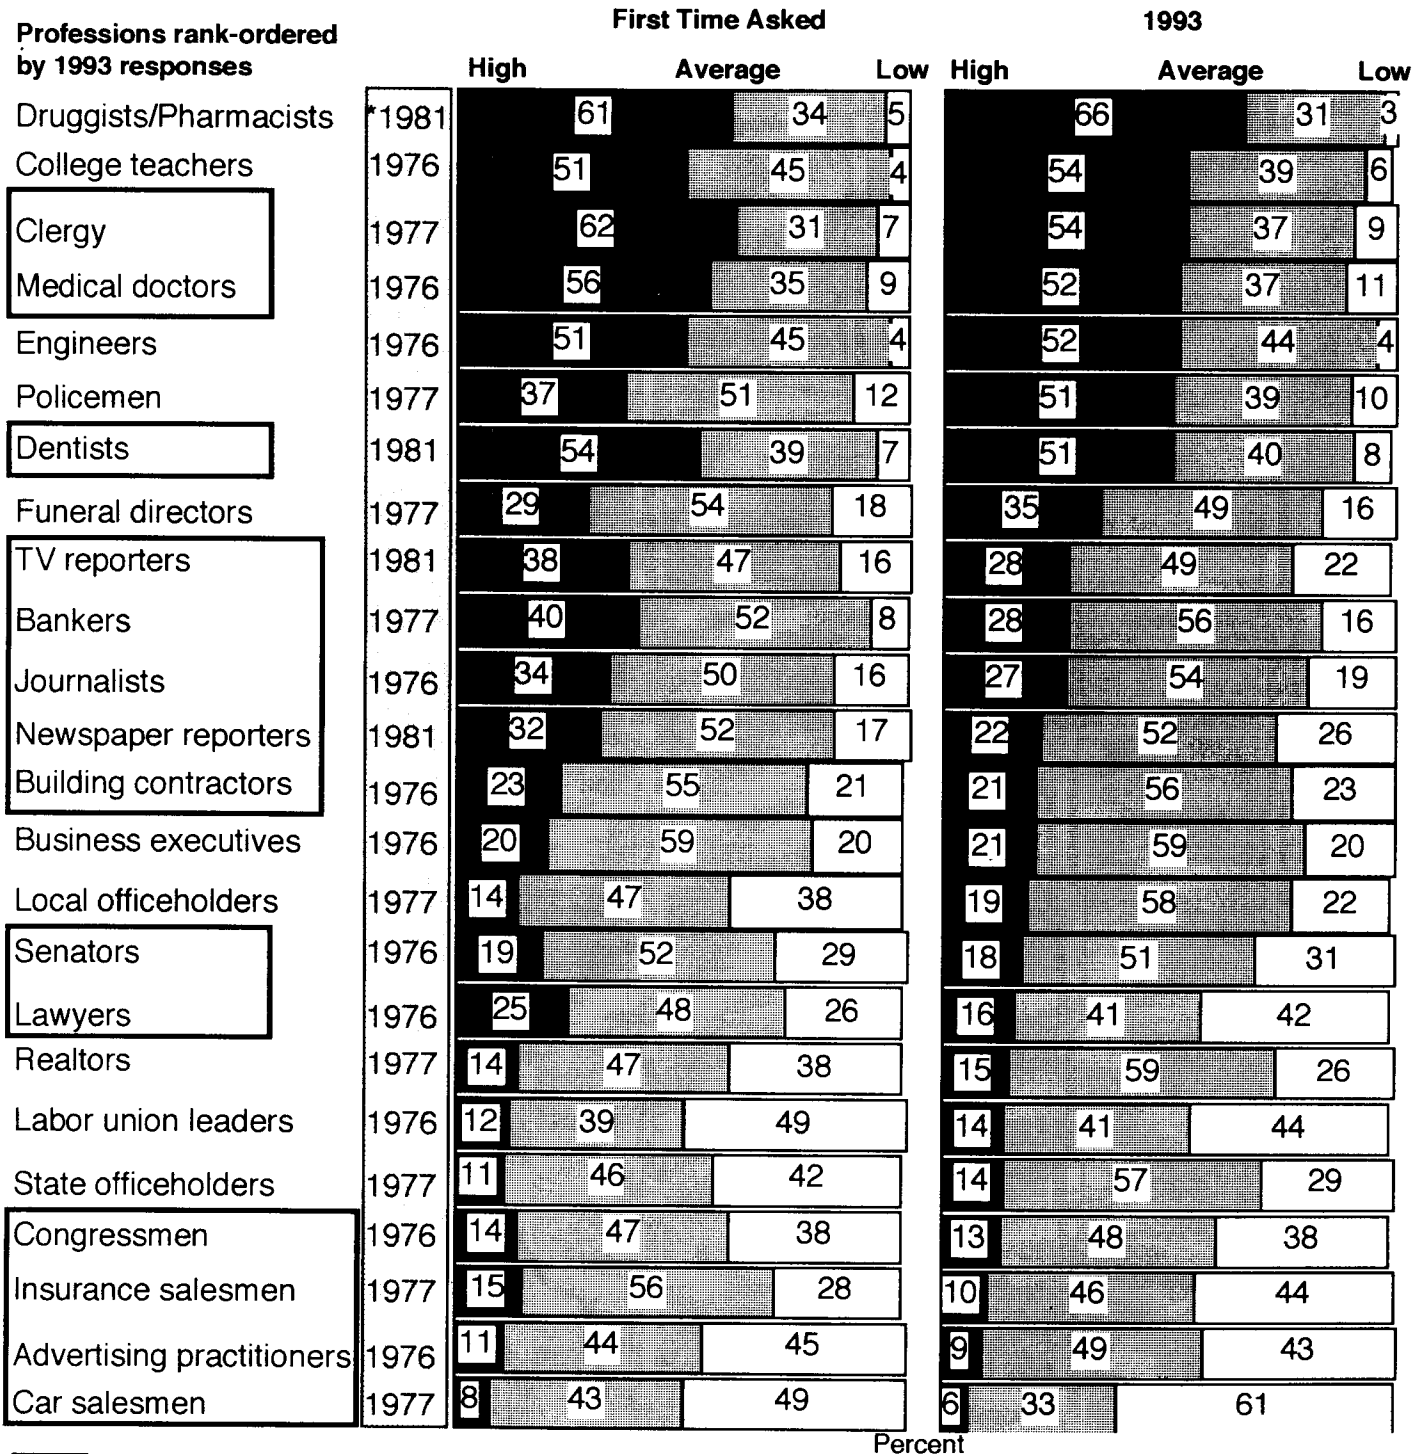 First Time Asked 1993
Professions rank-ordered
by 1993 responses
High Average Low High Average Low
Druggists/Pharmacists *1981 61 34 5 66 31 3
College teachers 1976 51 45 4 54 39 6
Clergy 1977 62 31 7 54 37 9
Medical doctors 1976 56 35 9 52 37 11
Engineers 1976 51 45 4 52 44 4
Policemen 1977 37 51 12 51 39 10
Dentists 1981 54 39 7 51 40 8
Funeral directors 1977 29 54 18 35 49 16
TV reporters 1981 38 47 16 28 49 22
Bankers 1977 40 52 8 28 56 16
Journalists 1976 34 50 16 27 54 19
Newspaper reporters 1981 32 52 17 22 52 26
Building contractors 1976 23 55 21 21 56 23
Business executives 1976 20 59 20 21 59 20
Local officeholders 1977 14 47 38 19 58 22
Senators 1976 19 52 29 18 51 31
Lawyers 1976 25 48 26 16 41 42
Realtors 1977 14 47 38 15 59 26
Labor union leaders 1976 12 39 49 14 41 44
State officeholders 1977 11 46 42 14 57 29
Congressmen 1976 14 47 38 13 48 38
Insurance salesmen 1977 15 56 28 10 46 44
Advertising practitioners 1976 11 44 45 9 49 43
Car salesmen 1977 8 43 49 6 33 61
Percent